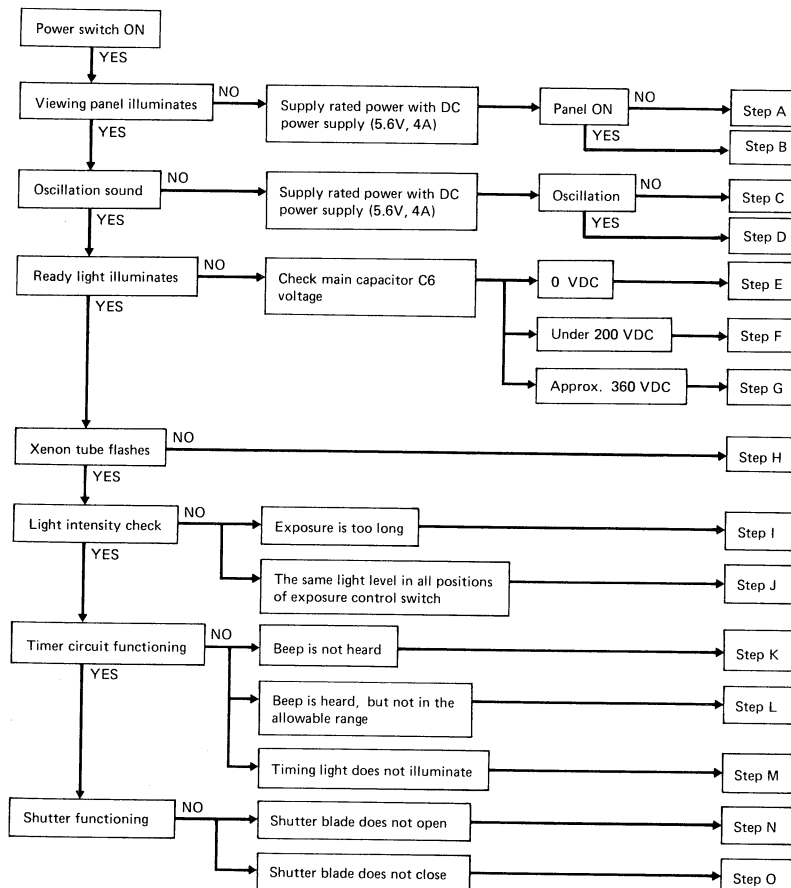 Power switch ON
YES
Viewing panel illuminates
NO
Supply rated power with DC
power supply (5.6V, 4A)
Panel ON
NO
Step A
YES
Step B
YES
Oscillation sound
NO
Supply rated power with DC
power supply (5.6V, 4A)
Oscillation
NO
Step C
YES
Step D
YES
Ready light illuminates
NO
Check main capacitor C6
voltage
0 VDC
Step E
Under 200 VDC
Step F
Approx. 360 VDC
Step G
YES
Xenon tube flashes
NO
Step H
YES
Light intensity check
NO
Exposure is too long
Step I
The same light level in all positions
of exposure control switch
Step J
YES
Timer circuit functioning
NO
Beep is not heard
Step K
Beep is heard, but not in the
allowable range
Step L
Timing light does not illuminate
Step M
YES
Shutter functioning
NO
Shutter blade does not open
Step N
Shutter blade does not close
Step O